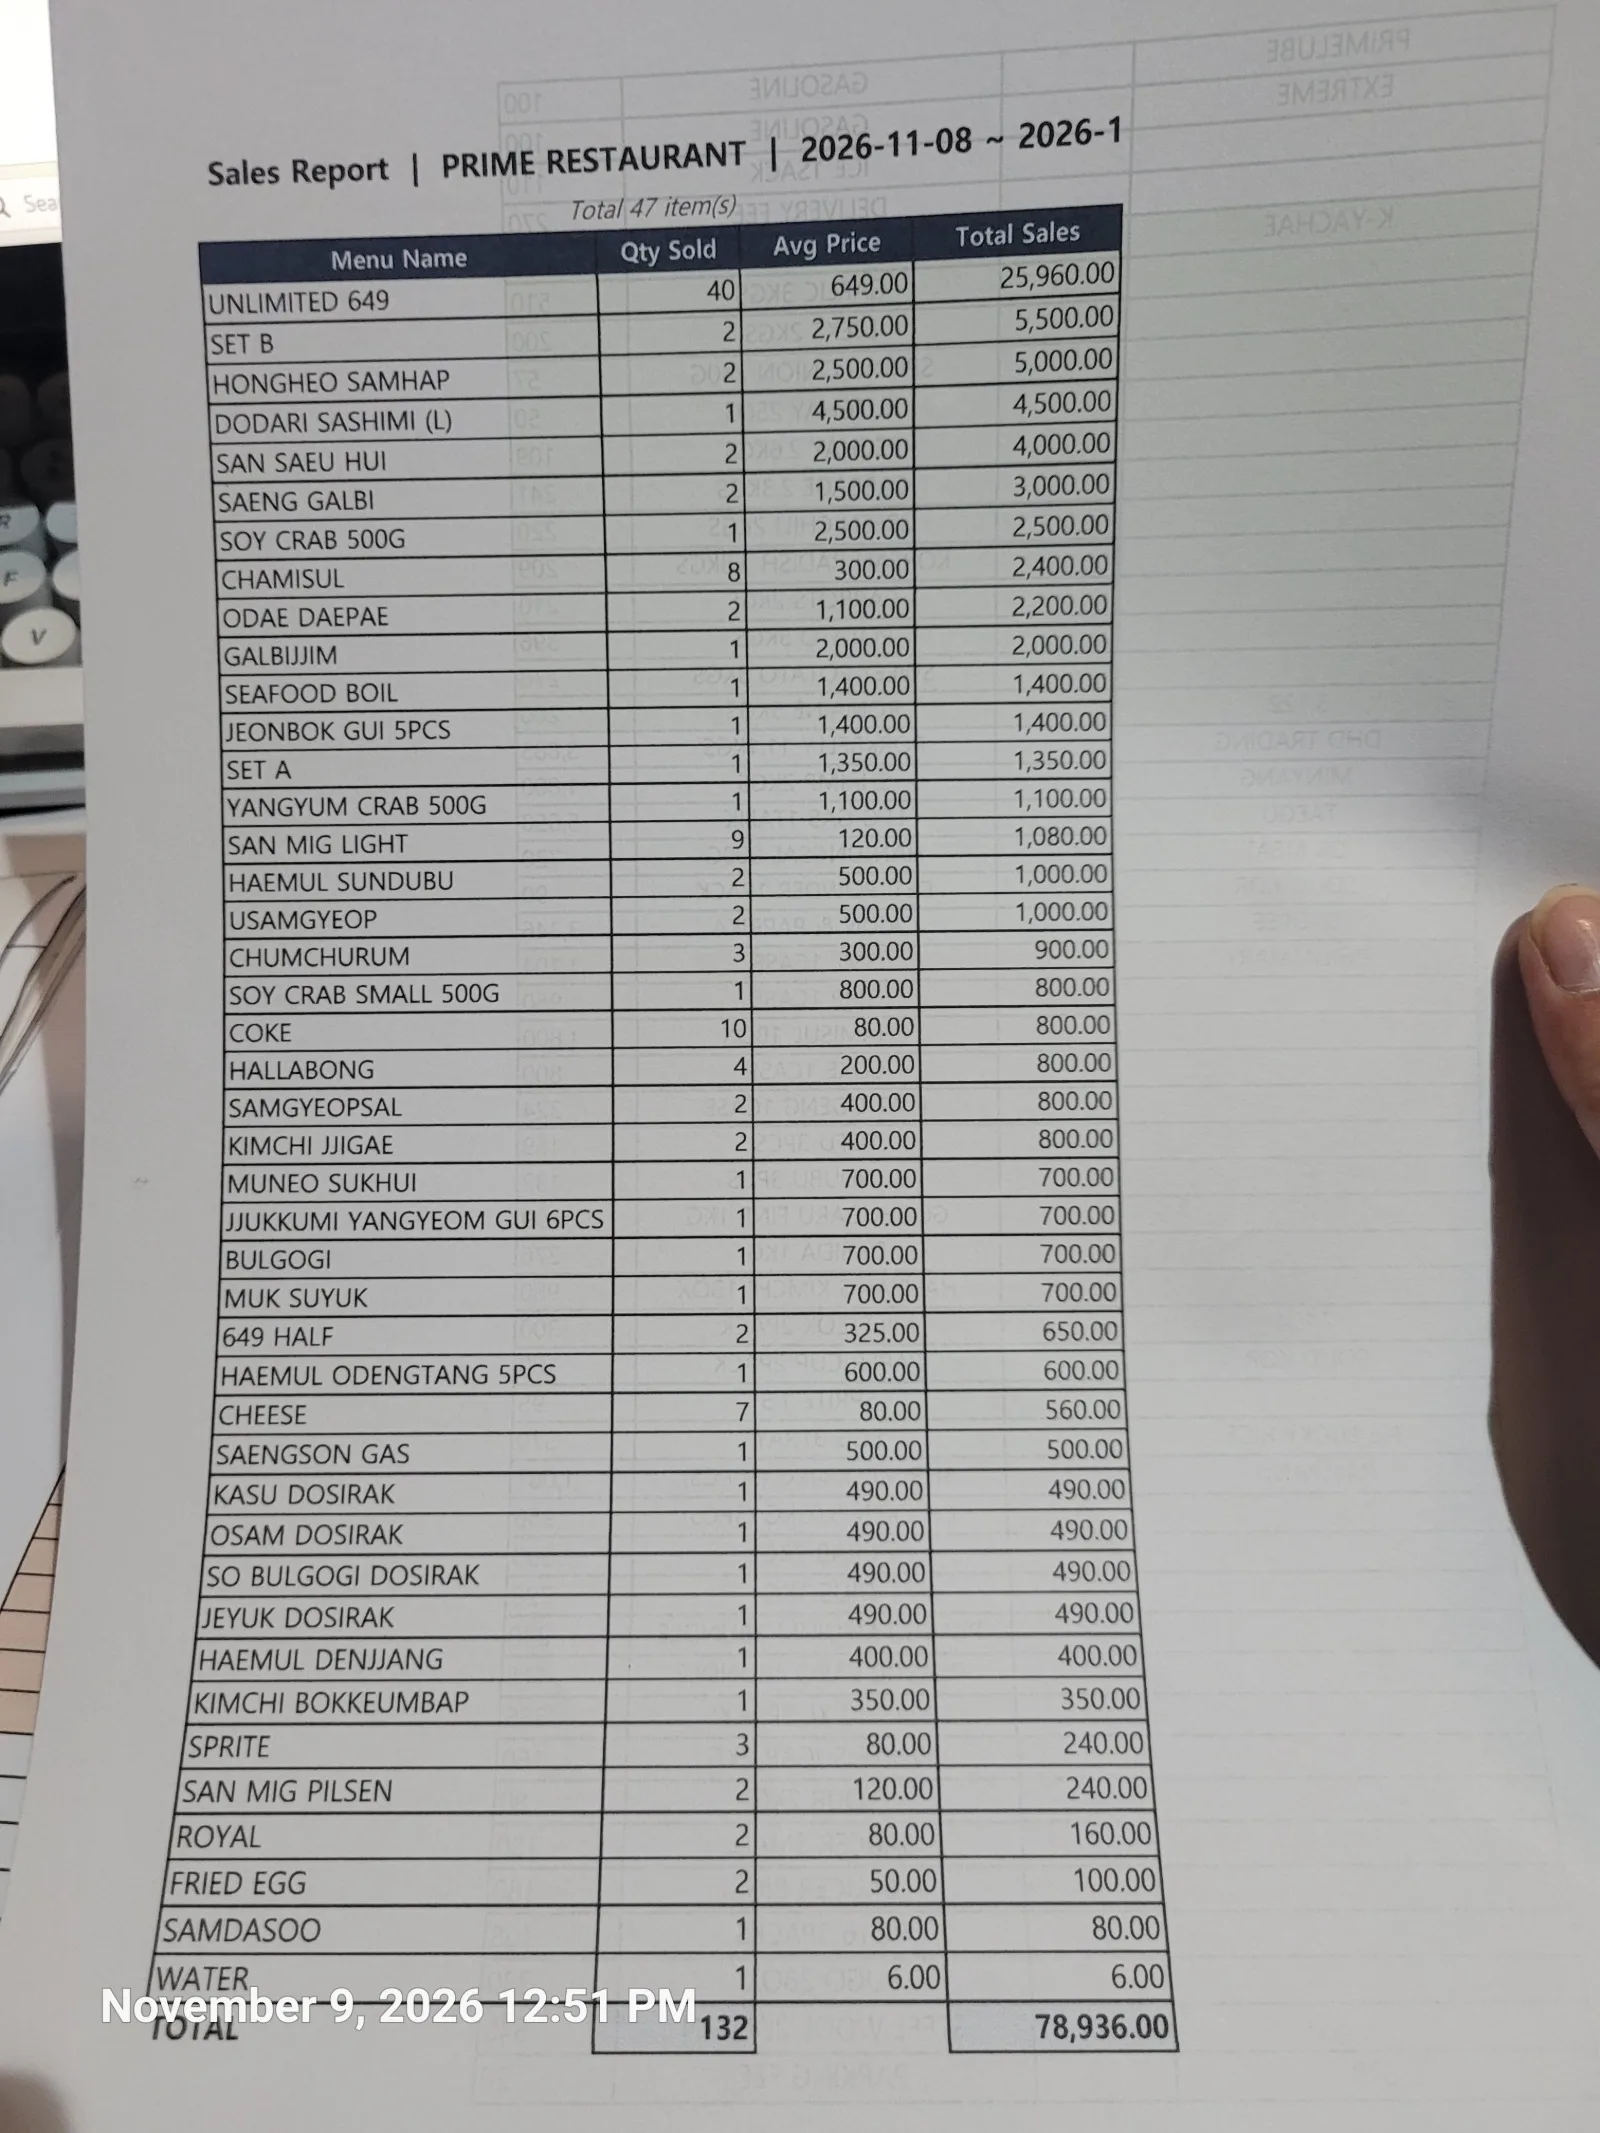 Sales Report | PRIME RESTAURANT | 2026-11-08 ~ 2026-1
Total 47 item(s)
Menu Name Qty Sold Avg Price Total Sales
UNLIMITED 649 40 649.00 25,960.00
SET B 2 2,750.00 5,500.00
HONGHEO SAMHAP 2 2,500.00 5,000.00
DODARI SASHIMI (L) 1 4,500.00 4,500.00
SAN SAEU HUI 2 2,000.00 4,000.00
SAENG GALBI 2 1,500.00 3,000.00
SOY CRAB 500G 1 2,500.00 2,500.00
CHAMISUL 8 300.00 2,400.00
ODAE DAEPAE 2 1,100.00 2,200.00
GALBIJJIM 1 2,000.00 2,000.00
SEAFOOD BOIL 1 1,400.00 1,400.00
JEONBOK GUI 5PCS 1 1,400.00 1,400.00
SET A 1 1,350.00 1,350.00
YANGYUM CRAB 500G 1 1,100.00 1,100.00
SAN MIG LIGHT 9 120.00 1,080.00
HAEMUL SUNDUBU 2 500.00 1,000.00
USAMGYEOP 2 500.00 1,000.00
CHUMCHURUM 3 300.00 900.00
SOY CRAB SMALL 500G 1 800.00 800.00
COKE 10 80.00 800.00
HALLABONG 4 200.00 800.00
SAMGYEOPSAL 2 400.00 800.00
KIMCHI JJIGAE 2 400.00 800.00
MUNEO SUKHUI 1 700.00 700.00
JJUKKUMI YANGYEOM GUI 6PCS 1 700.00 700.00
BULGOGI 1 700.00 700.00
MUK SUYUK 1 700.00 700.00
649 HALF 2 325.00 650.00
HAEMUL ODENGTANG 5PCS 1 600.00 600.00
CHEESE 7 80.00 560.00
SAENGSON GAS 1 500.00 500.00
KASU DOSIRAK 1 490.00 490.00
OSAM DOSIRAK 1 490.00 490.00
SO BULGOGI DOSIRAK 1 490.00 490.00
JEYUK DOSIRAK 1 490.00 490.00
HAEMUL DENJJANG 1 400.00 400.00
KIMCHI BOKKEUMBAP 1 350.00 350.00
SPRITE 3 80.00 240.00
SAN MIG PILSEN 2 120.00 240.00
ROYAL 2 80.00 160.00
FRIED EGG 2 50.00 100.00
SAMDASOO 1 80.00 80.00
WATER 1 6.00 6.00
November 9, 2026 12:51 PM
TOTAL 132 78,936.00